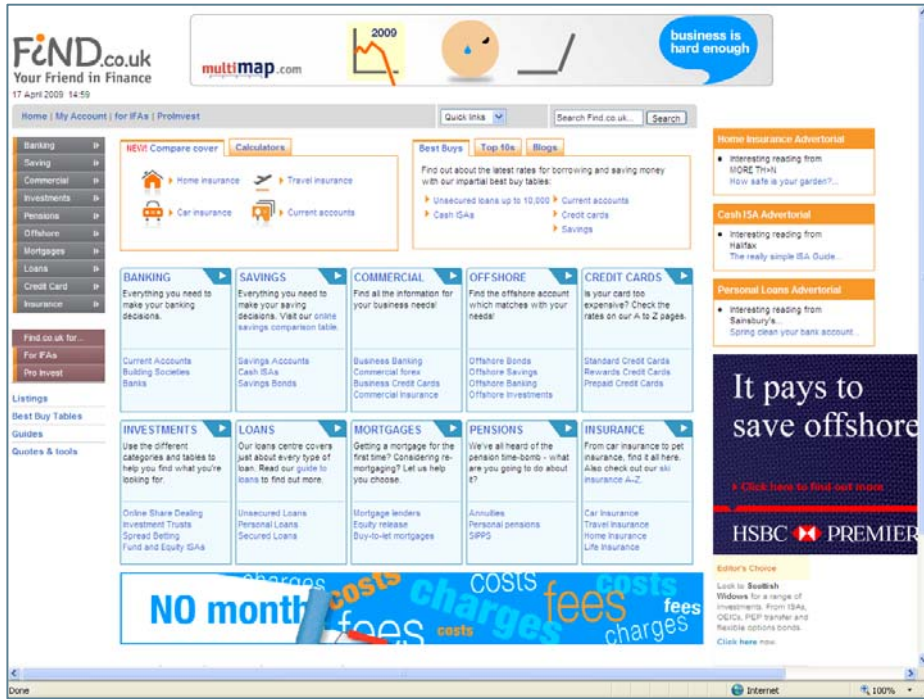 FiND.co.uk
Your Friend in Finance
17 April 2009 14:59
multimap.com
2009
business is
hard enough
Home | My Account | for IFAs | ProInvest
Quick links
Search Find.co.uk...
Search
Banking
Saving
Commercial
Investments
Pensions
Offshore
Mortgages
Loans
Credit Card
Insurance
Find.co.uk for...
For IFAs
Pro Invest
Listings
Best Buy Tables
Guides
Quotes & tools
NEW! Compare cover
Calculators
Home insurance
Travel insurance
Car insurance
Current accounts
Best Buys
Top 10s
Blogs
Find out about the latest rates for borrowing and saving money
with our impartial best buy tables:
Unsecured loans up to 10,000
Current accounts
Cash ISAs
Credit cards
Savings
BANKING
Everything you need to
make your banking
decisions.
Current Accounts
Building Societies
Banks
SAVINGS
Everything you need to
make your saving
decisions. Visit our online
savings comparison table.
Savings Accounts
Cash ISAs
Savings Bonds
COMMERCIAL
Find all the information for
your business needs!
Business Banking
Commercial forex
Business Credit Cards
Commercial Insurance
OFFSHORE
Find the offshore account
which matches with your
needs!
Offshore Bonds
Offshore Savings
Offshore Banking
Offshore Investments
CREDIT CARDS
Is your card too
expensive? Check the
rates on our A to Z pages.
Standard Credit Cards
Rewards Credit Cards
Prepaid Credit Cards
INVESTMENTS
Use the different
categories and tables to
help you find what you're
looking for.
Online Share Dealing
Investment Trusts
Spread Betting
Fund and Equity ISAs
LOANS
Our loans centre covers
just about every type of
loan. Read our guide to
loans to find out more.
Unsecured Loans
Personal Loans
Secured Loans
MORTGAGES
Getting a mortgage for the
first time? Considering re-
mortgaging? Let us help
you choose.
Mortgage lenders
Equity release
Buy-to-let mortgages
PENSIONS
We've all heard of the
pension time-bomb - what
are you going to do about
it?
Annuities
Personal pensions
SIPPS
INSURANCE
From car insurance to pet
insurance, find it all here.
Also check out our ski
insurance A-Z.
Car Insurance
Travel Insurance
Home Insurance
Life Insurance
Home Insurance Advertorial
Interesting reading from
MORE TH>N
How safe is your garden?...
Cash ISA Advertorial
Interesting reading from
Halifax
The really simple ISA Guide...
Personal Loans Advertorial
Interesting reading from
Sainsbury's...
Spring clean your bank account...
It pays to
save offshore
Click here to find out more
HSBC PREMIER
Editor's Choice
Look to Scottish
Widows for a range of
investments. From ISAs,
OEICs, PEP transfer and
flexible options bonds.
Click here now.
NO month
fees
charges
costs
charges
costs
costs
fees
costs
fees
charges
Done
Internet
100%